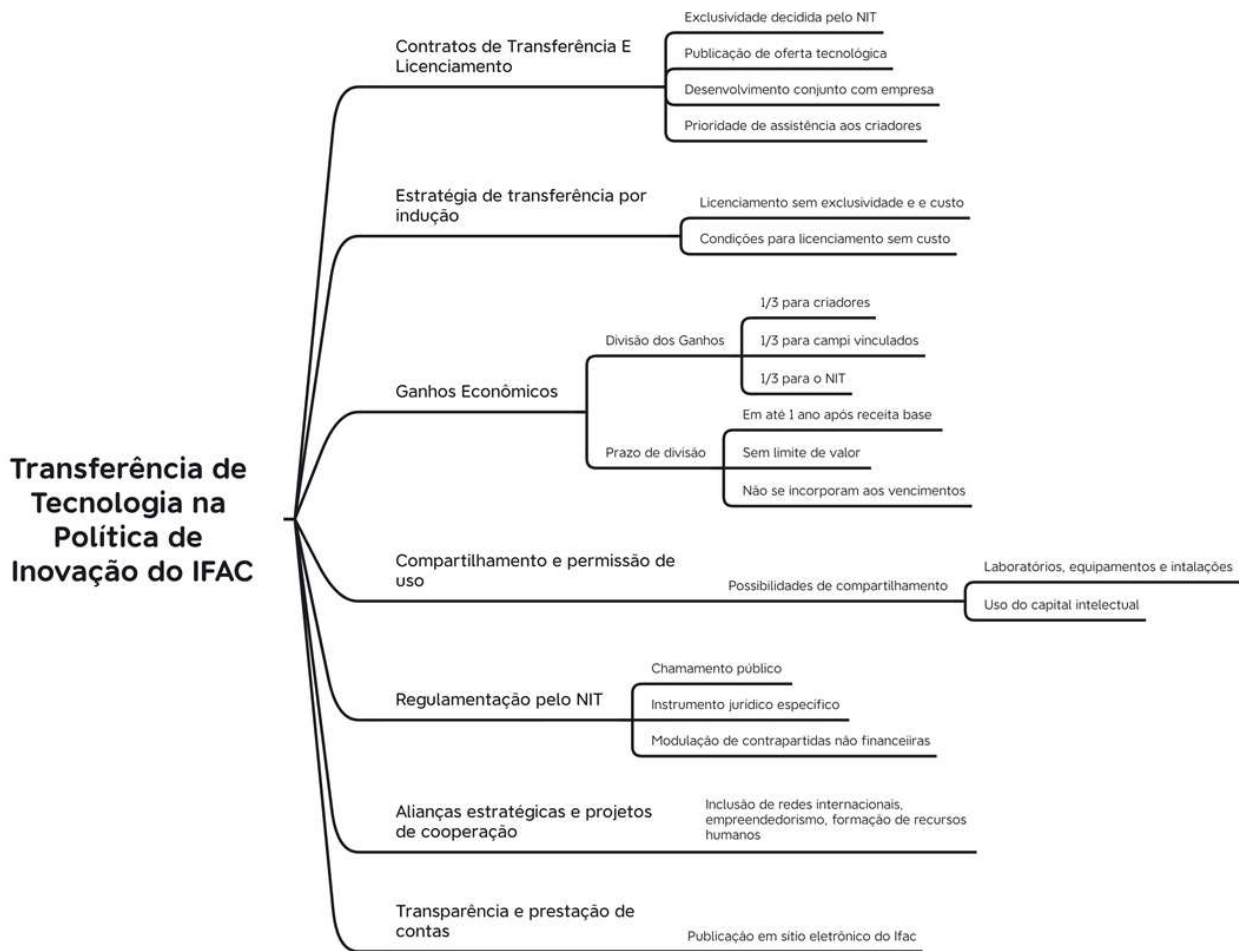 Transferência de
Tecnologia na
Política de
Inovação do IFAC
Contratos de Transferência E
Licenciamento
Exclusividade decidida pelo NIT
Publicação de oferta tecnológica
Desenvolvimento conjunto com empresa
Prioridade de assistência aos criadores
Estratégia de transferência por
indução
Licenciamento sem exclusividade e e custo
Condições para licenciamento sem custo
Ganhos Econômicos
Divisão dos Ganhos
1/3 para criadores
1/3 para campi vinculados
1/3 para o NIT
Prazo de divisão
Em até 1 ano após receita base
Sem limite de valor
Não se incorporam aos vencimentos
Compartilhamento e permissão de
uso
Possibilidades de compartilhamento
Laboratórios, equipamentos e intalações
Uso do capital intelectual
Regulamentação pelo NIT
Chamamento público
Instrumento jurídico específico
Modulação de contrapartidas não financeiiras
Alianças estratégicas e projetos
de cooperação
Inclusão de redes internacionais,
empreendedorismo, formação de recursos
humanos
Transparência e prestação de
contas
Publicação em sítio eletrônico do Ifac